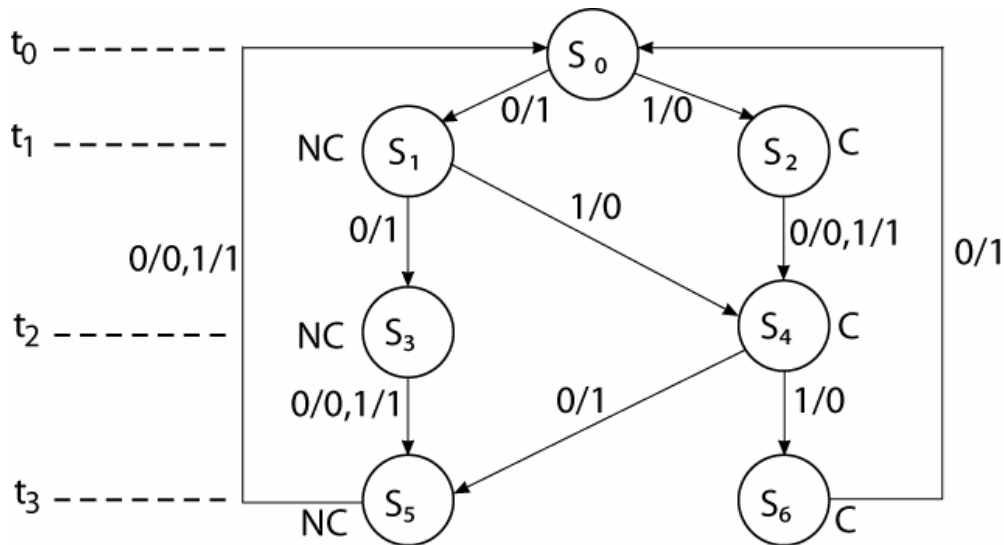 t₀
S₀
0/1
1/0
t₁
NC
S₁
S₂
C
1/0
0/0,1/1
0/1
0/0,1/1
0/1
t₂
NC
S₃
S₄
C
0/0,1/1
0/1
1/0
t₃
NC
S₅
S₆
C